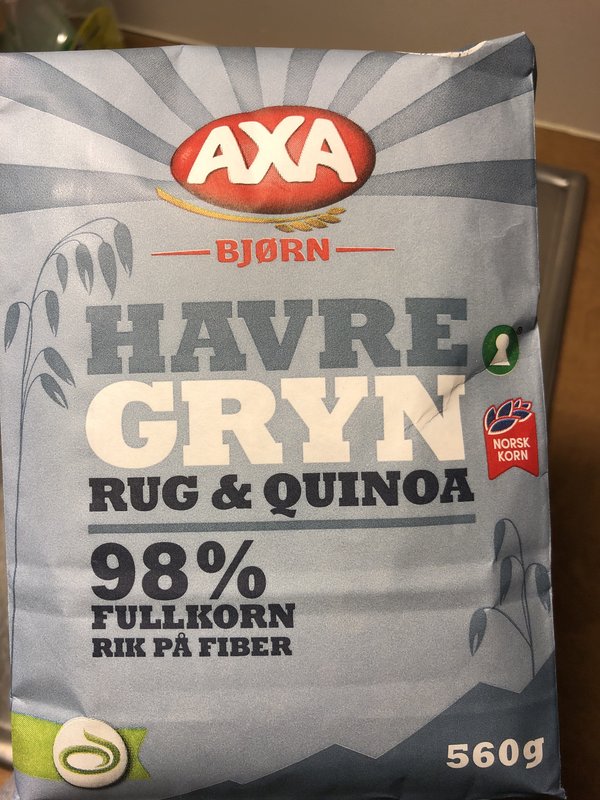 AXA
BJØRN
HAVRE
GRYN
NORSK
KORN
RUG & QUINOA
98%
FULLKORN
RIK PÅ FIBER
560g